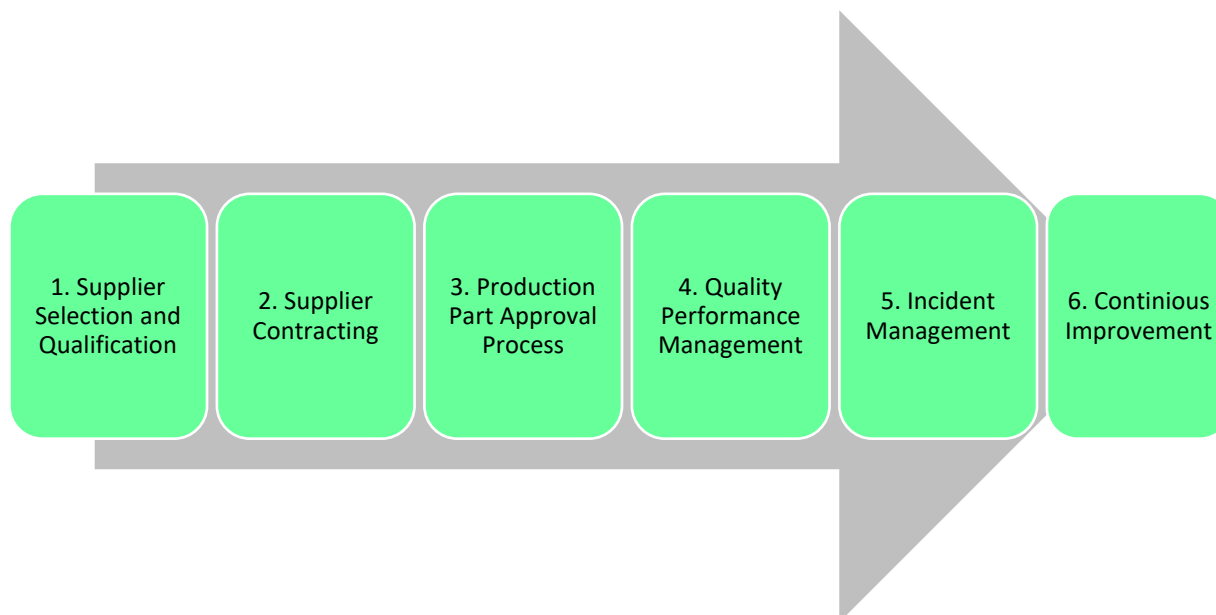 1. Supplier
Selection and
Qualification
2. Supplier
Contracting
3. Production
Part Approval
Process
4. Quality
Performance
Management
5. Incident
Management
6. Continious
Improvement